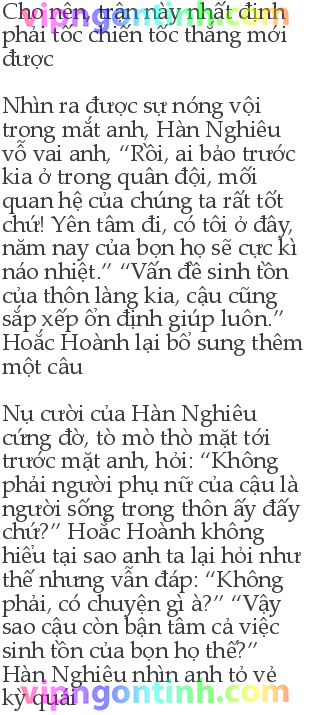 Cho nên, trận này nhất định
phải tốc chiến tốc thắng mới
được
Nhìn ra được sự nóng vội
trong mắt anh, Hàn Nghiêu
vỗ vai anh, “Rồi, ai bảo trước
kia ở trong quân đội, mối
quan hệ của chúng ta rất tốt
chứ! Yên tâm đi, có tôi ở đây,
năm nay của bọn họ sẽ cực kì
náo nhiệt.” “Vấn đề sinh tồn
của thôn làng kia, cậu cũng
sắp xếp ổn định giúp luôn.”
Hoắc Hoành lại bổ sung thêm
một câu
Nụ cười của Hàn Nghiêu
cứng đờ, tò mò thò mặt tới
trước mặt anh, hỏi: “Không
phải người phụ nữ của cậu là
người sống trong thôn ấy đấy
chứ?” Hoắc Hoành không
hiểu tại sao anh ta lại hỏi như
thế nhưng vẫn đáp: “Không
phải, có chuyện gì à?” “Vậy
sao cậu còn bận tâm cả việc
sinh tồn của bọn họ thế?”
Hàn Nghiêu nhìn anh tỏ vẻ
kỳ quái
vipngontinh.com
vipngontinh.com